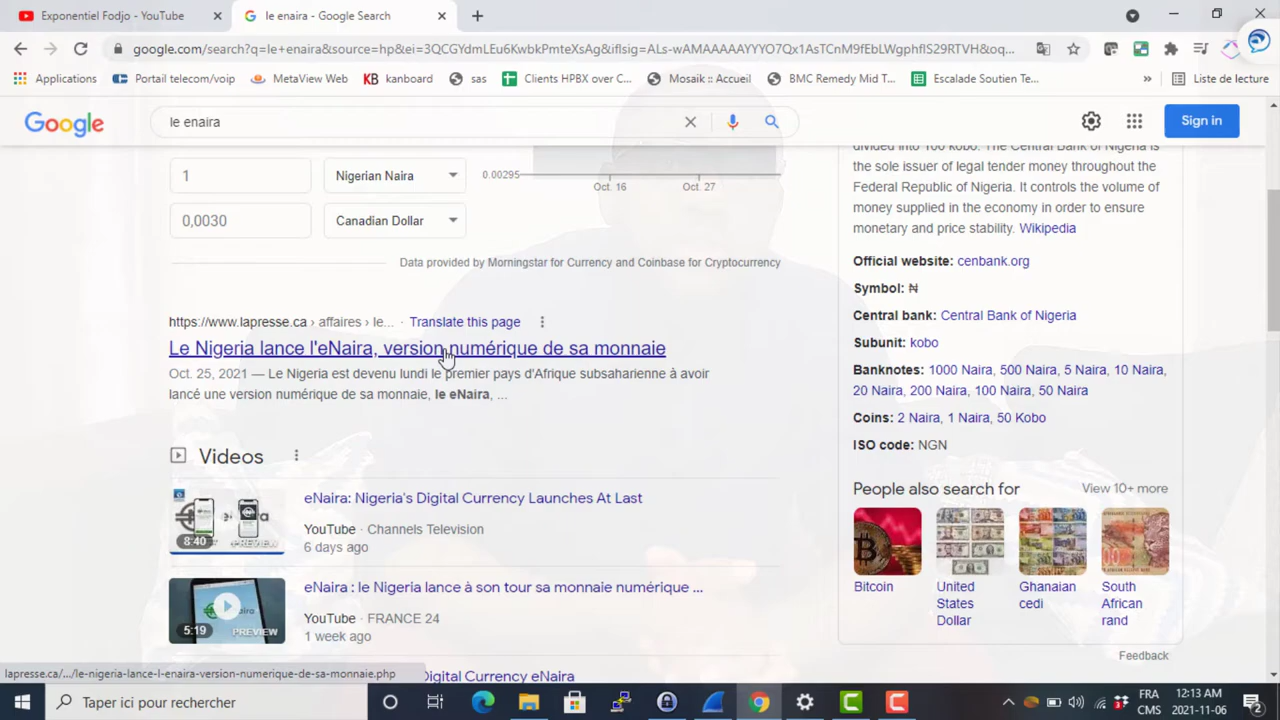 Exponentiel Fodjo - YouTube
le enaira - Google Search
google.com/search?q=le+enaira&source=hp&ei=3QCGYdmLEu6KwbkPmteXsAg&iflsig=ALs-wAMAAAAAYYYO7Qx1AsTCnM9fEbLWgphflS29RTVH&oq...
Applications
Portail telecom/voip
MetaView Web
KB kanboard
sas
Clients HPBX over C...
Mosaik :: Accueil
BMC Remedy Mid T...
Escalade Soutien Te...
»
Liste de lecture
Google
le enaira
Sign in
1
Nigerian Naira
0,0030
Canadian Dollar
0.00295
Oct. 16
Oct. 27
Data provided by Morningstar for Currency and Coinbase for Cryptocurrency
https://www.lapresse.ca › affaires › le... · Translate this page
Le Nigeria lance l'eNaira, version numérique de sa monnaie
Oct. 25, 2021 — Le Nigeria est devenu lundi le premier pays d'Afrique subsaharienne à avoir
lancé une version numérique de sa monnaie, le eNaira, ...
Videos
8:40
PREVIEW
eNaira: Nigeria's Digital Currency Launches At Last
YouTube · Channels Television
6 days ago
5:19
PREVIEW
eNaira : le Nigeria lance à son tour sa monnaie numérique ...
YouTube · FRANCE 24
1 week ago
Digital Currency eNaira
divided into 100 kobo. The Central Bank of Nigeria is
the sole issuer of legal tender money throughout the
Federal Republic of Nigeria. It controls the volume of
money supplied in the economy in order to ensure
monetary and price stability. Wikipedia
Official website: cenbank.org
Symbol: ₦
Central bank: Central Bank of Nigeria
Subunit: kobo
Banknotes: 1000 Naira, 500 Naira, 5 Naira, 10 Naira,
20 Naira, 200 Naira, 100 Naira, 50 Naira
Coins: 2 Naira, 1 Naira, 50 Kobo
ISO code: NGN
People also search for
View 10+ more
Bitcoin
United
States
Dollar
Ghanaian
cedi
South
African
rand
Feedback
lapresse.ca/.../le-nigeria-lance-l-enaira-version-numerique-de-sa-monnaie.php
Taper ici pour rechercher
FRA
CMS
12:13 AM
2021-11-06
2